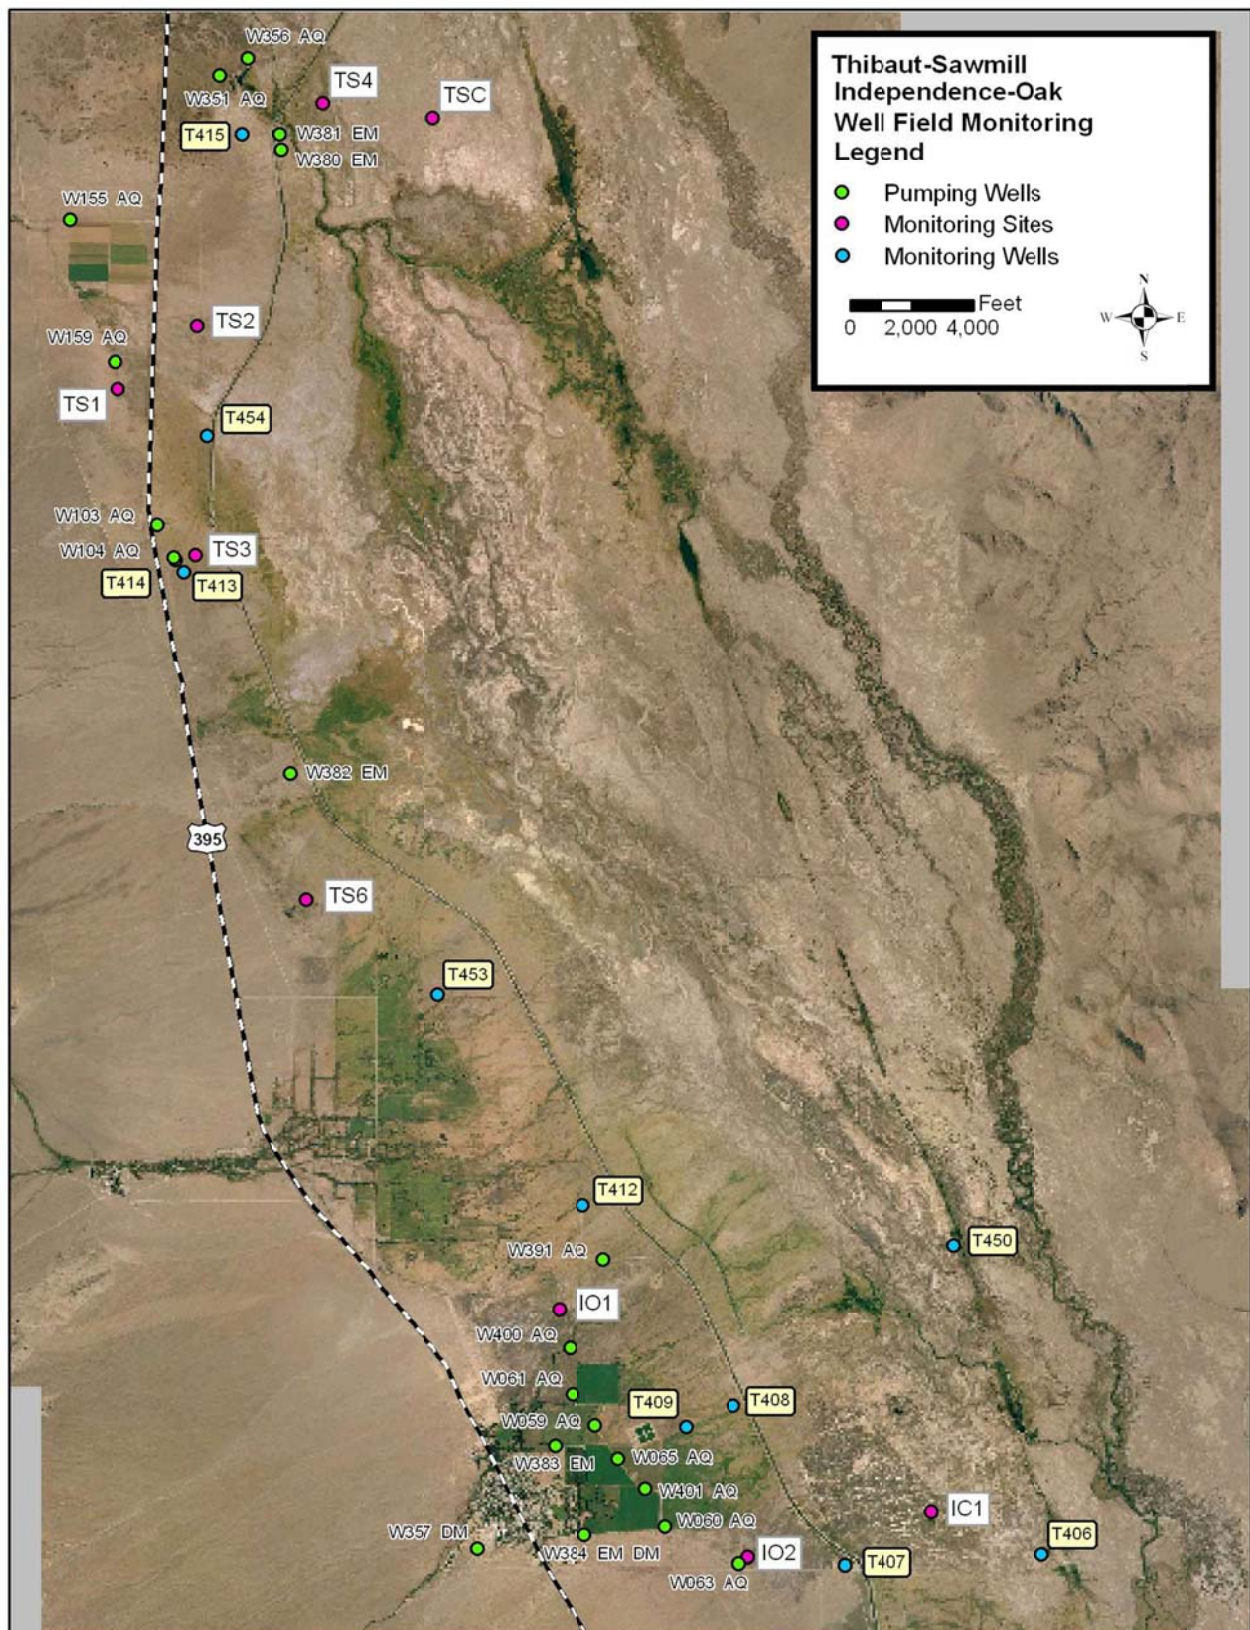 W356 AQ
TS4
TSC
W351 AQ
T415
W381 EM
W380 EM
W155 AQ
TS2
W159 AQ
TS1
T454
W103 AQ
W104 AQ
TS3
T414
T413
W382 EM
395
TS6
T453
T412
W391 AQ
T450
IO1
W400 AQ
W061 AQ
T409
T408
W059 AQ
W383 EM
W065 AQ
W401 AQ
IC1
W060 AQ
W357 DM
W384 EM DM
IO2
T406
T407
W063 AQ
Thibaut-Sawmill
Independence-Oak
Well Field Monitoring
Legend
Pumping Wells
Monitoring Sites
Monitoring Wells
Feet
0 2,000 4,000
N
W E
S